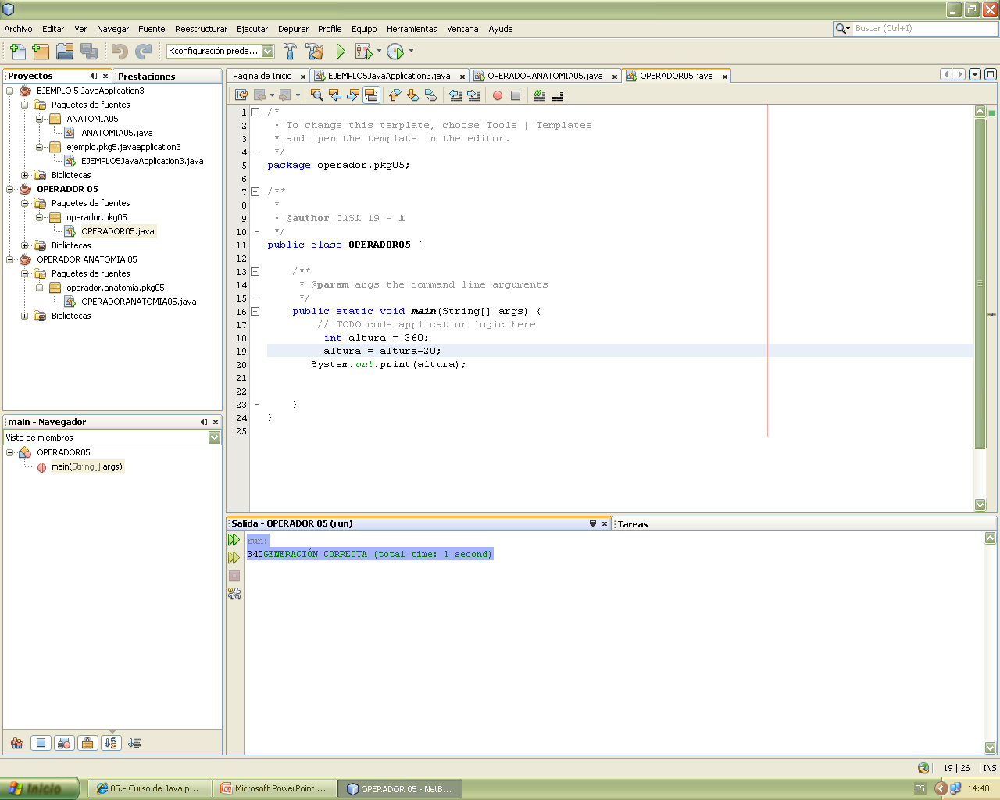 Archivo Editar Ver Navegar Fuente Reestructurar Ejecutar Depurar Profile Equipo Herramientas Ventana Ayuda
Buscar (Ctrl+I)
<configuración prede...
Proyectos
Prestaciones
EJEMPLO 5 JavaApplication3
Paquetes de fuentes
ANATOMIA05
ANATOMIA05.java
ejemplo.pkg5.javaapplication3
EJEMPLO5JavaApplication3.java
Bibliotecas
OPERADOR 05
Paquetes de fuentes
operador.pkg05
OPERADOR05.java
Bibliotecas
OPERADOR ANATOMIA 05
Paquetes de fuentes
operador.anatomia.pkg05
OPERADORANATOMIA05.java
Bibliotecas
main - Navegador
Vista de miembros
OPERADOR05
main(String[] args)
Página de Inicio EJEMPLO5JavaApplication3.java OPERADORANATOMIA05.java OPERADOR05.java
1 /*
2 * To change this template, choose Tools | Templates
3 * and open the template in the editor.
4 */
5 package operador.pkg05;
6
7 /**
8 *
9 * @author CASA 19 - A
10 */
11 public class OPERADOR05 {
12
13 /**
14 * @param args the command line arguments
15 */
16 public static void main(String[] args) {
17 // TODO code application logic here
18 int altura = 360;
19 altura = altura-20;
20 System.out.print(altura);
21
22
23 }
24 }
25
Salida - OPERADOR 05 (run)
Tareas
run:
340GENERACIÓN CORRECTA (total time: 1 second)
19 | 26 INS
Inicio
05.- Curso de Java p...
Microsoft PowerPoint ...
OPERADOR 05 - NetB...
ES
14:48